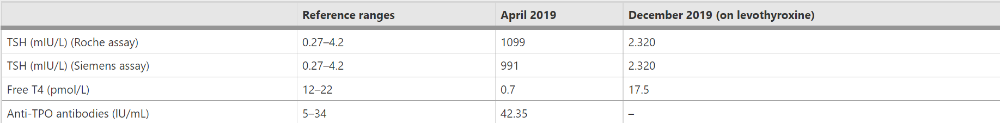 Reference ranges April 2019 December 2019 (on levothyroxine)
TSH (mIU/L) (Roche assay) 0.27–4.2 1099 2.320
TSH (mIU/L) (Siemens assay) 0.27–4.2 991 2.320
Free T4 (pmol/L) 12–22 0.7 17.5
Anti-TPO antibodies (lU/mL) 5–34 42.35 –